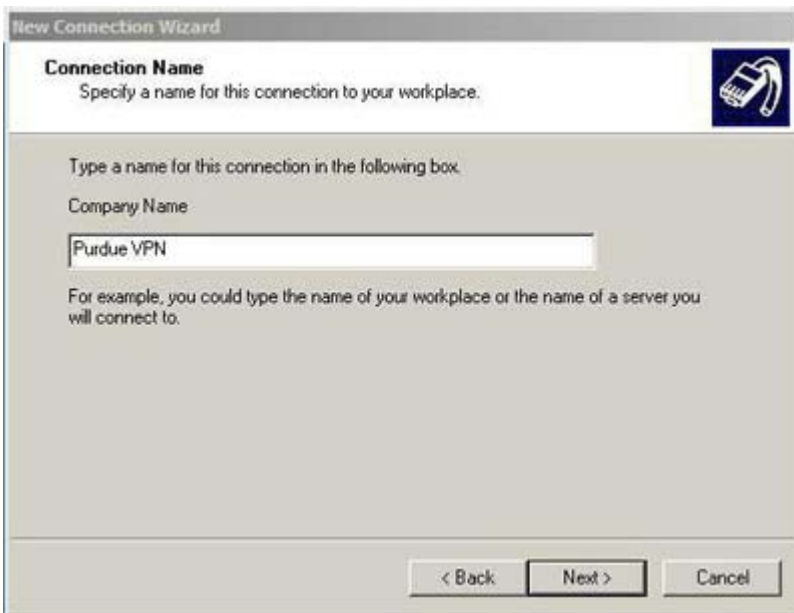 New Connection Wizard
Connection Name
Specify a name for this connection to your workplace.
Type a name for this connection in the following box.
Company Name
Purdue VPN
For example, you could type the name of your workplace or the name of a server you
will connect to.
< Back Next > Cancel